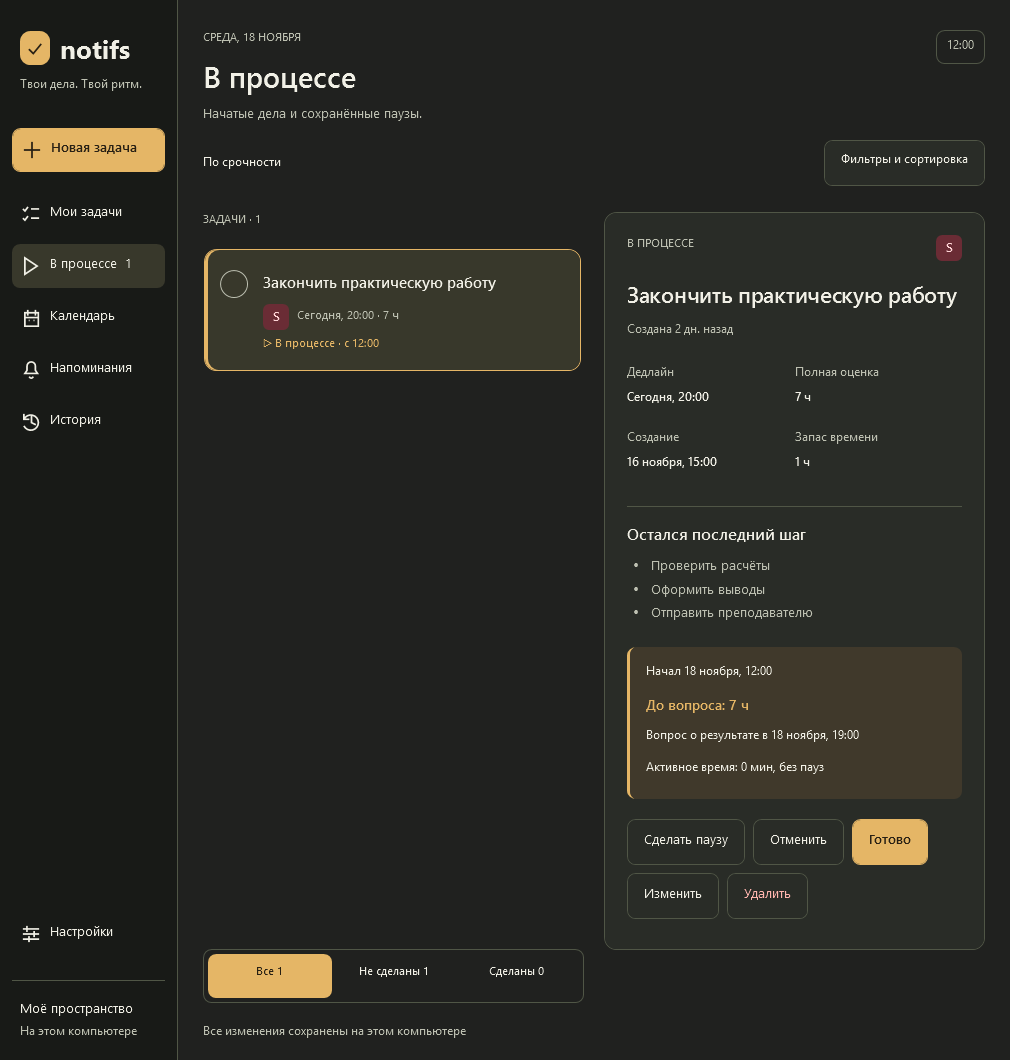 notifs
Твои дела. Твой ритм.
Новая задача
Мои задачи
В процессе 1
Календарь
Напоминания
История
Настройки
Моё пространство
На этом компьютере
СРЕДА, 18 НОЯБРЯ
12:00
В процессе
Начатые дела и сохранённые паузы.
По срочности
Фильтры и сортировка
ЗАДАЧИ · 1
Закончить практическую работу
S Сегодня, 20:00 · 7 ч
▷ В процессе · с 12:00
Все 1
Не сделаны 1
Сделаны 0
Все изменения сохранены на этом компьютере
В ПРОЦЕССЕ
S
Закончить практическую работу
Создана 2 дн. назад
Дедлайн
Полная оценка
Сегодня, 20:00
7 ч
Создание
Запас времени
16 ноября, 15:00
1 ч
Остался последний шаг
• Проверить расчёты
• Оформить выводы
• Отправить преподавателю
Начал 18 ноября, 12:00
До вопроса: 7 ч
Вопрос о результате в 18 ноября, 19:00
Активное время: 0 мин, без пауз
Сделать паузу
Отменить
Готово
Изменить
Удалить